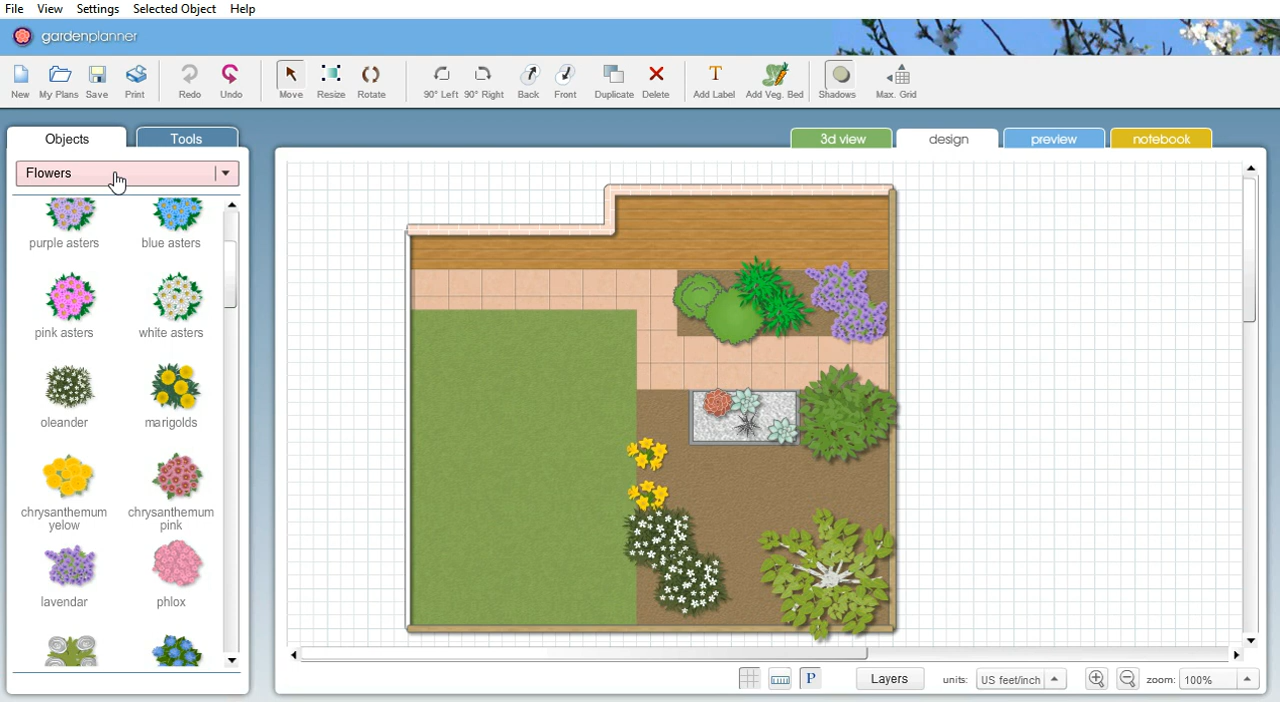 File View Settings Selected Object Help
gardenplanner
New My Plans Save Print Redo Undo Move Resize Rotate 90° Left 90° Right Back Front Duplicate Delete Add Label Add Veg. Bed Shadows Max. Grid
Objects Tools
3d view design preview notebook
Flowers
purple asters blue asters
pink asters white asters
oleander marigolds
chrysanthemum yelow chrysanthemum pink
lavendar phlox
P Layers units: US feet/inch zoom: 100%